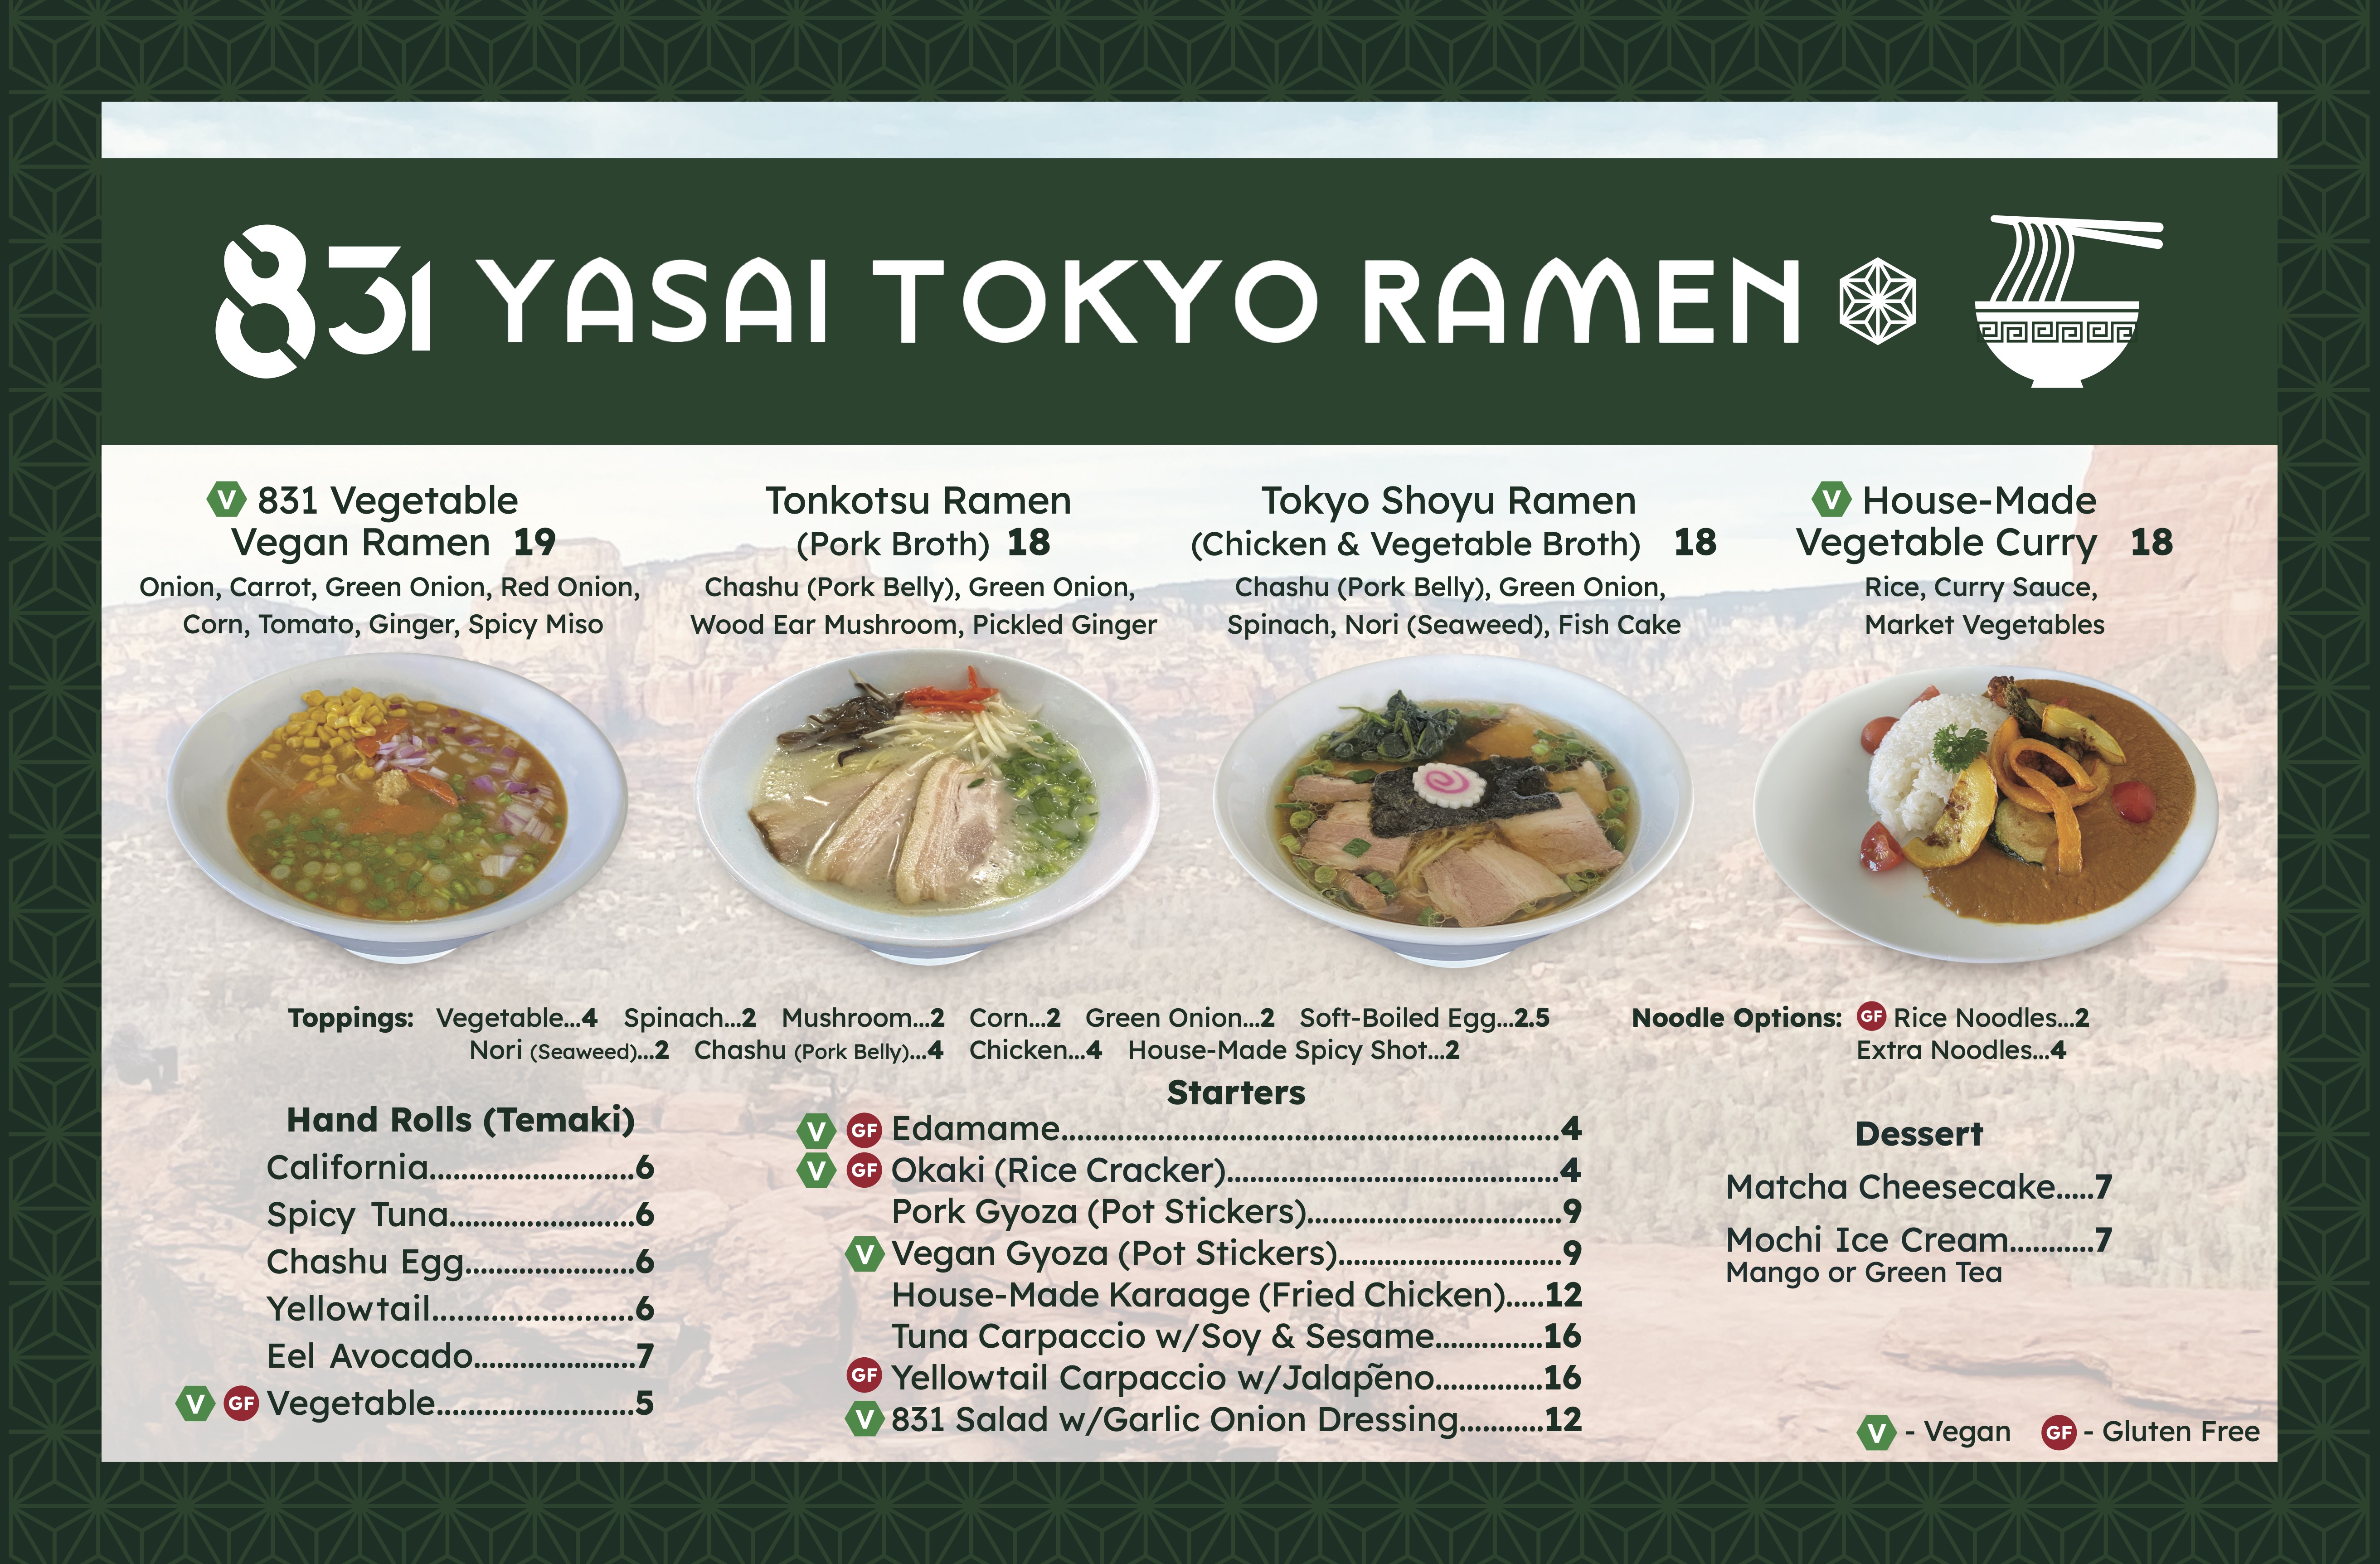 831 YASAI TOKYO RAMEN
V 831 Vegetable
Vegan Ramen 19
Onion, Carrot, Green Onion, Red Onion,
Corn, Tomato, Ginger, Spicy Miso
Tonkotsu Ramen
(Pork Broth) 18
Chashu (Pork Belly), Green Onion,
Wood Ear Mushroom, Pickled Ginger
Tokyo Shoyu Ramen
(Chicken & Vegetable Broth) 18
Chashu (Pork Belly), Green Onion,
Spinach, Nori (Seaweed), Fish Cake
V House-Made
Vegetable Curry 18
Rice, Curry Sauce,
Market Vegetables
Toppings: Vegetable...4 Spinach...2 Mushroom...2 Corn...2 Green Onion...2 Soft-Boiled Egg...2.5
Nori (Seaweed)...2 Chashu (Pork Belly)...4 Chicken...4 House-Made Spicy Shot...2
Noodle Options: GF Rice Noodles...2
Extra Noodles...4
Hand Rolls (Temaki)
California..........................6
Spicy Tuna.......................6
Chashu Egg.....................6
Yellowtail.........................6
Eel Avocado....................7
V GF Vegetable.........................5
Starters
V GF Edamame...............................................................4
V GF Okaki (Rice Cracker)..........................................4
Pork Gyoza (Pot Stickers)................................9
V Vegan Gyoza (Pot Stickers)............................9
House-Made Karaage (Fried Chicken).....12
Tuna Carpaccio w/Soy & Sesame..............16
GF Yellowtail Carpaccio w/Jalap̃eno..............16
V 831 Salad w/Garlic Onion Dressing...........12
Dessert
Matcha Cheesecake.....7
Mochi Ice Cream...........7
Mango or Green Tea
V - Vegan GF - Gluten Free